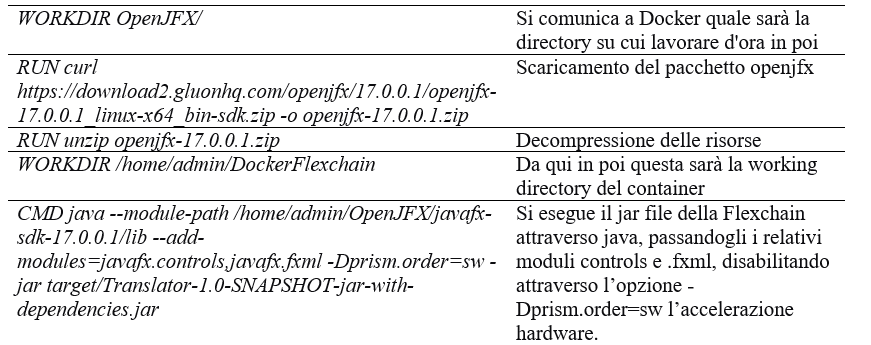 WORKDIR OpenJFX/
Si comunica a Docker quale sarà la
directory su cui lavorare d'ora in poi
RUN curl
https://download2.gluonhq.com/openjfx/17.0.0.1/openjfx-
17.0.0.1_linux-x64_bin-sdk.zip -o openjfx-17.0.0.1.zip
Scaricamento del pacchetto openjfx
RUN unzip openjfx-17.0.0.1.zip
Decompressione delle risorse
WORKDIR /home/admin/DockerFlexchain
Da qui in poi questa sarà la working
directory del container
CMD java --module-path /home/admin/OpenJFX/javafx-
sdk-17.0.0.1/lib --add-
modules=javafx.controls,javafx.fxml -Dprism.order=sw -
jar target/Translator-1.0-SNAPSHOT-jar-with-
dependencies.jar
Si esegue il jar file della Flexchain
attraverso java, passandogli i relativi
moduli controls e .fxml, disabilitando
attraverso l’opzione -
Dprism.order=sw l’accelerazione
hardware.